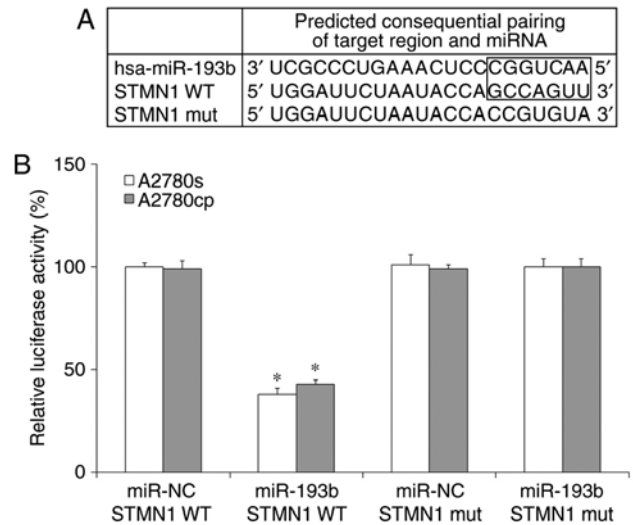 A
Predicted consequential pairing
of target region and miRNA
hsa-miR-193b 3′ UCGCCCUGAAACUCCCGGUCAA 5′
STMN1 WT 5′ UGGAUUCUAAUACCAGCCAGUU 3′
STMN1 mut 5′ UGGAUUCUAAUACCACCGUGUA 3′
B
150
100
50
0
Relative luciferase activity (%)
A2780s
A2780cp
* *
miR-NC miR-193b miR-NC miR-193b
STMN1 WT STMN1 WT STMN1 mut STMN1 mut